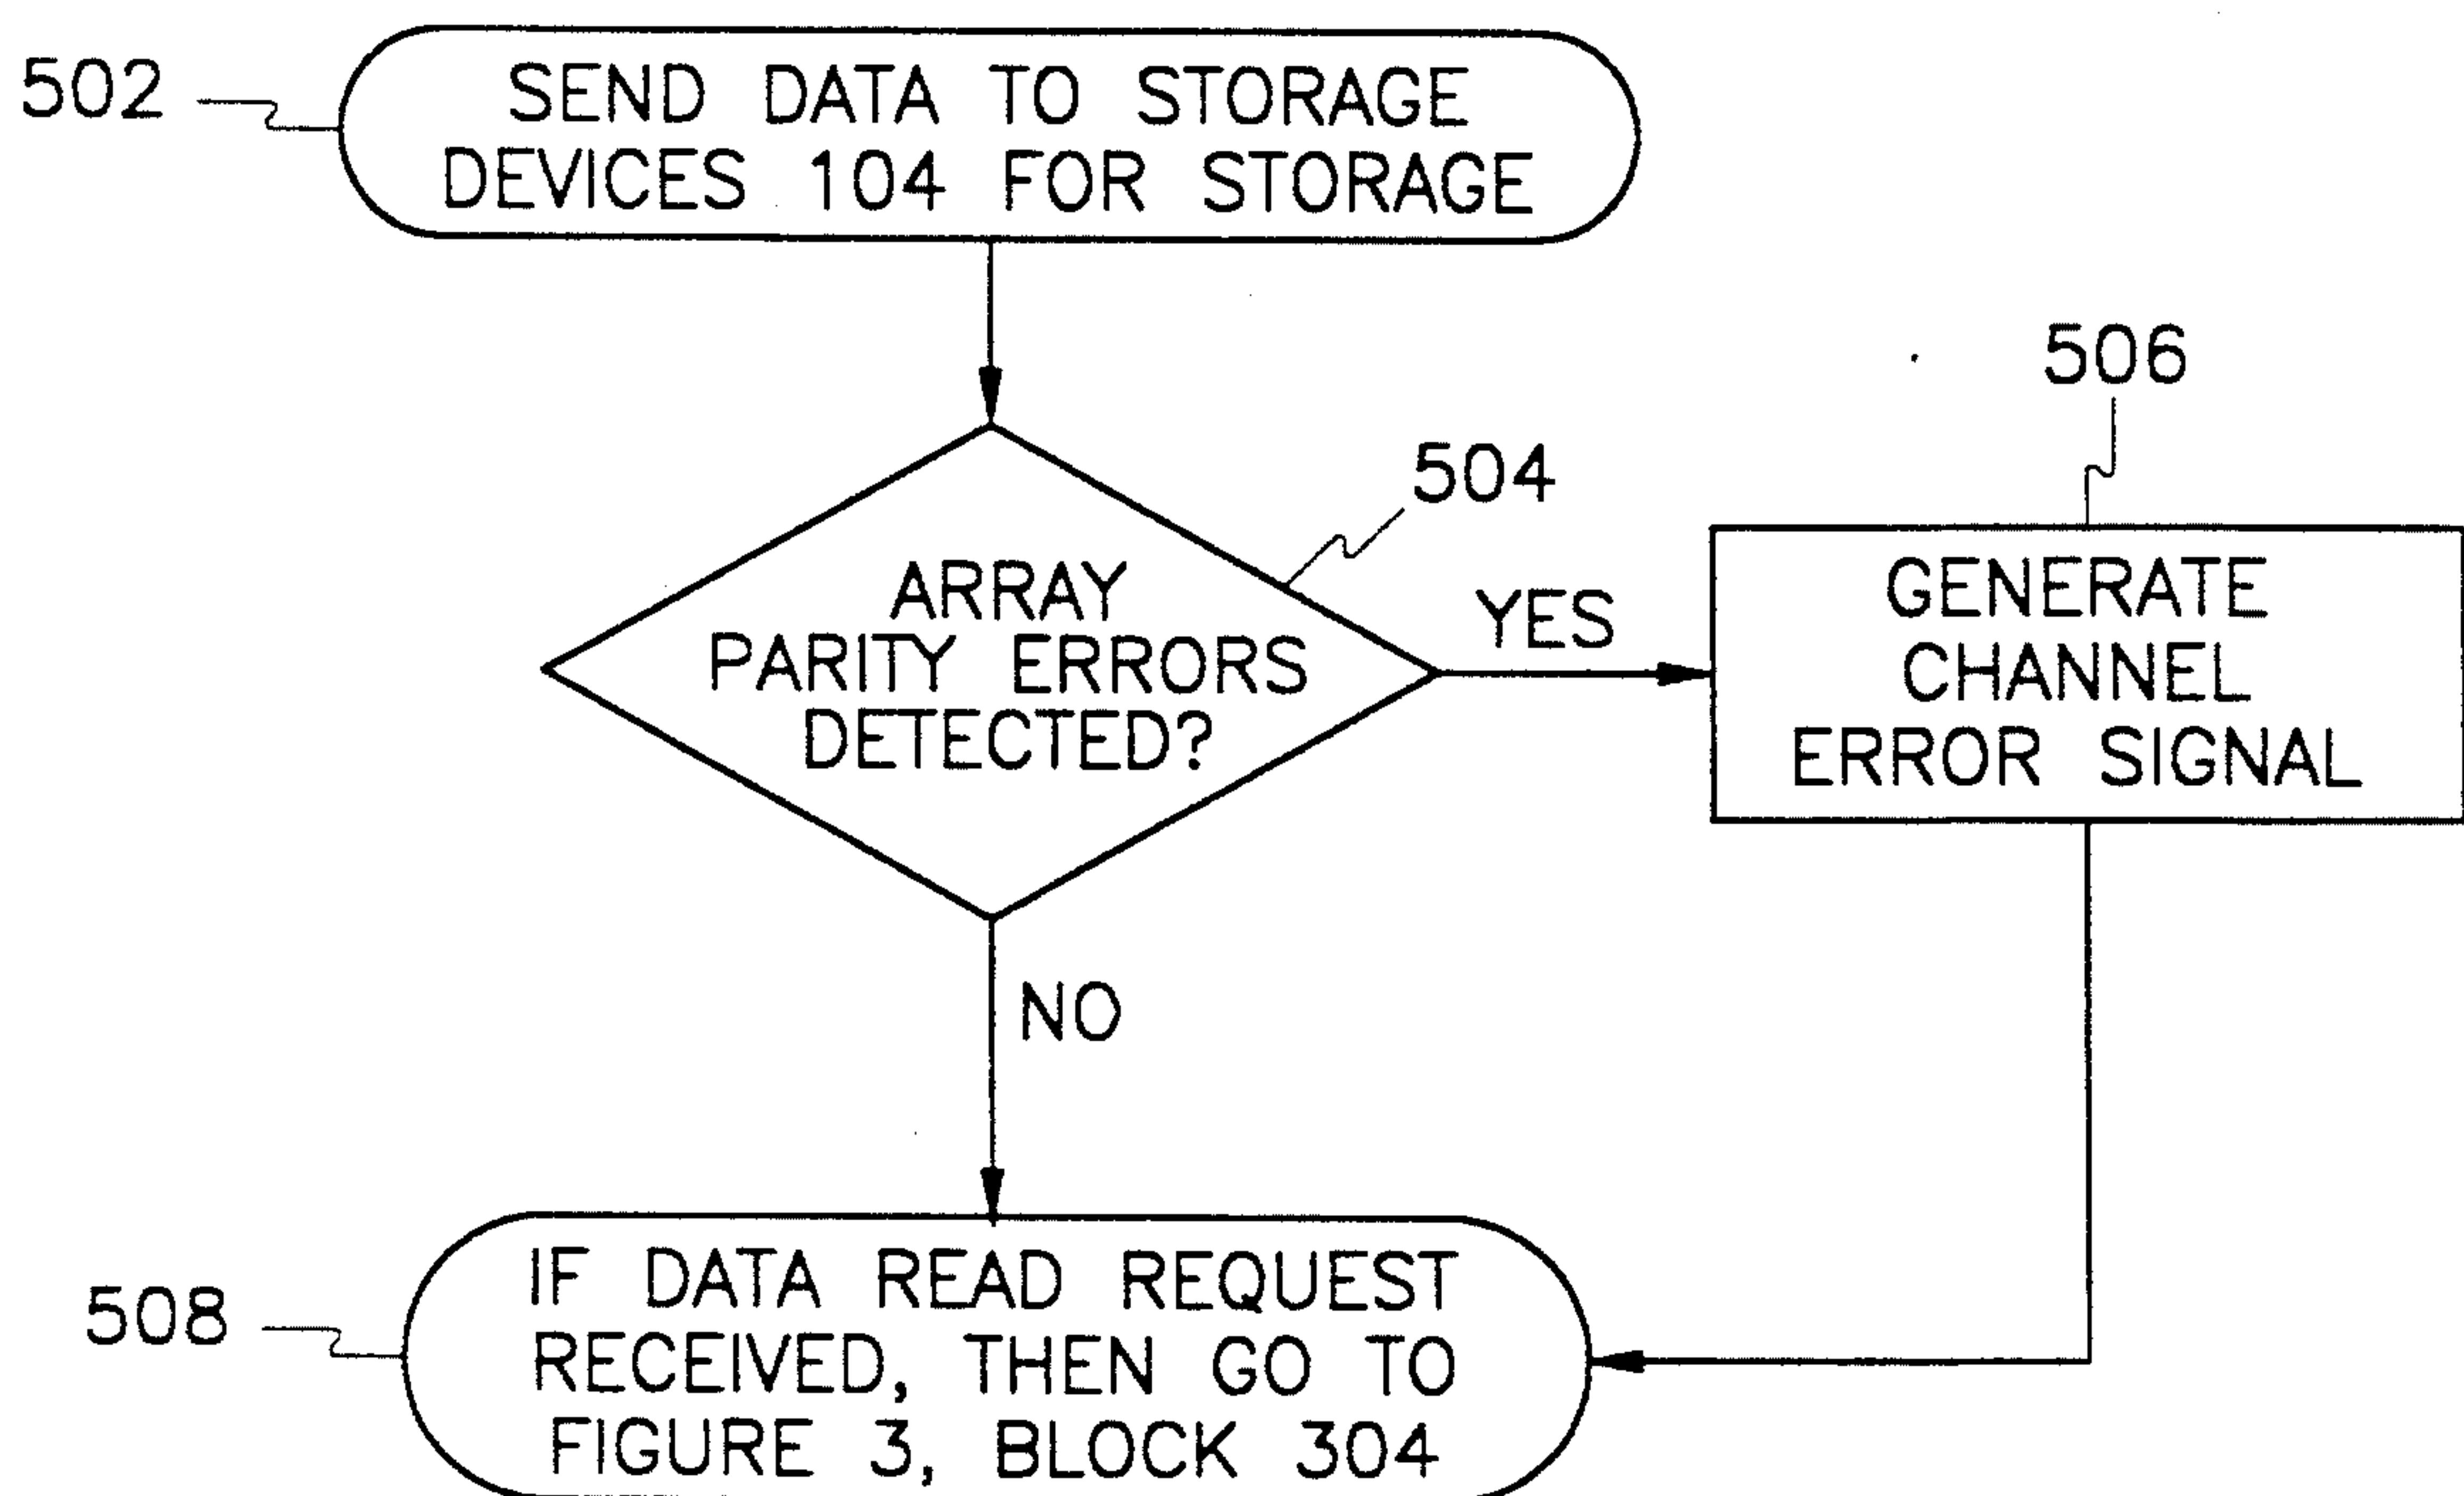 502
SEND DATA TO STORAGE
DEVICES 104 FOR STORAGE
506
504
ARRAY
PARITY ERRORS
DETECTED?
YES
GENERATE
CHANNEL
ERROR SIGNAL
NO
508
IF DATA READ REQUEST
RECEIVED, THEN GO TO
FIGURE 3, BLOCK 304